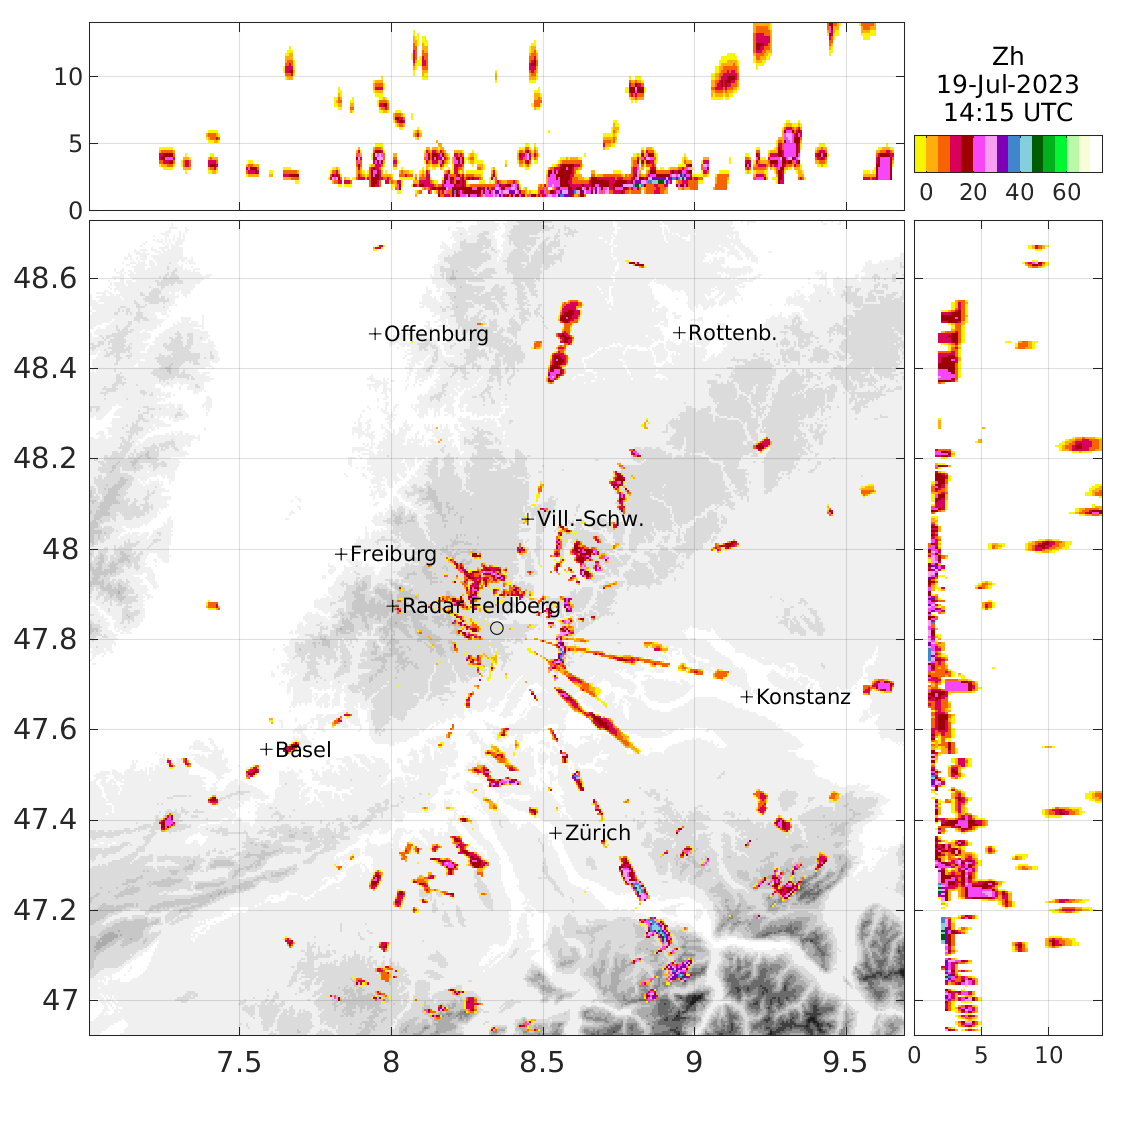 10
5
0
Zh
19-Jul-2023
14:15 UTC
0 20 40 60
48.6
48.4
48.2
48
47.8
47.6
47.4
47.2
47
+Offenburg
+Rottenb.
+Vill.-Schw.
+Freiburg
+Radar Feldberg
+Konstanz
+Basel
+Zürich
7.5 8 8.5 9 9.5
0 5 10